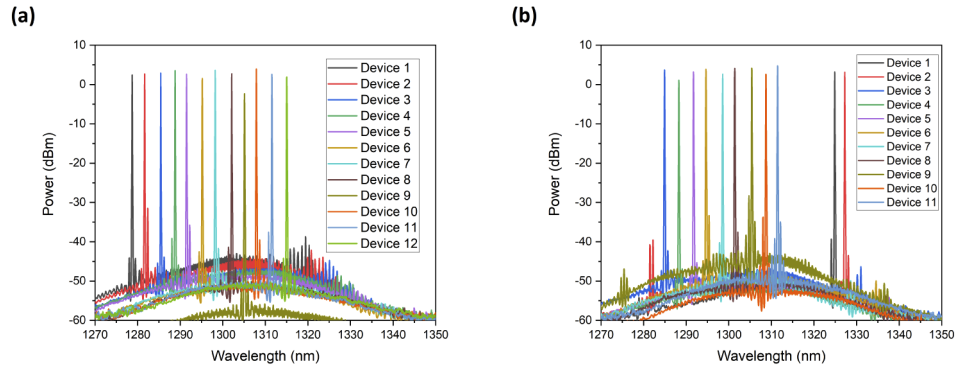 (a)
(b)
10
0
-10
-20
-30
-40
-50
-60
Power (dBm)
1270 1280 1290 1300 1310 1320 1330 1340 1350
Wavelength (nm)
Device 1
Device 2
Device 3
Device 4
Device 5
Device 6
Device 7
Device 8
Device 9
Device 10
Device 11
Device 12
10
0
-10
-20
-30
-40
-50
-60
Power (dBm)
1270 1280 1290 1300 1310 1320 1330 1340 1350
Wavelength (nm)
Device 1
Device 2
Device 3
Device 4
Device 5
Device 6
Device 7
Device 8
Device 9
Device 10
Device 11